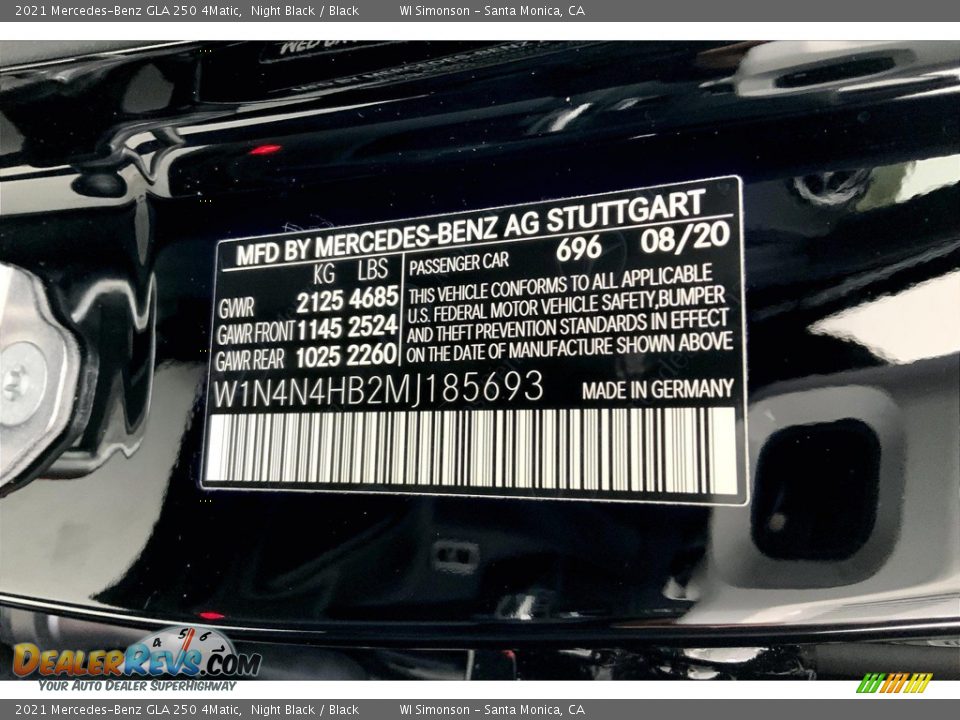 2021 Mercedes-Benz GLA 250 4Matic, Night Black / Black WI Simonson - Santa Monica, CA
MFD BY MERCEDES-BENZ AG STUTTGART
KG LBS
GVWR 2125 4685
GAWR FRONT 1145 2524
GAWR REAR 1025 2260
PASSENGER CAR 696 08/20
THIS VEHICLE CONFORMS TO ALL APPLICABLE
U.S. FEDERAL MOTOR VEHICLE SAFETY,BUMPER
AND THEFT PREVENTION STANDARDS IN EFFECT
ON THE DATE OF MANUFACTURE SHOWN ABOVE
W1N4N4HB2MJ185693 MADE IN GERMANY
4 5 6
DEALERREVS.COM
YOUR AUTO DEALER SUPERHIGHWAY
2021 Mercedes-Benz GLA 250 4Matic, Night Black / Black WI Simonson - Santa Monica, CA